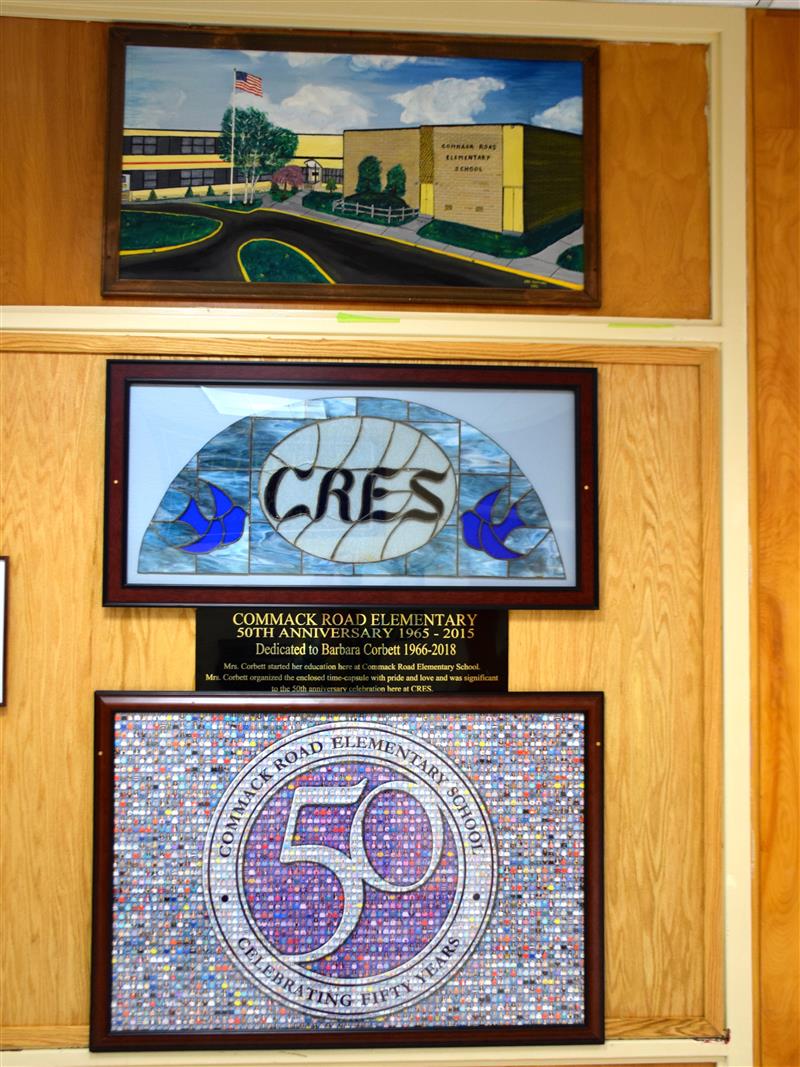 COMMACK ROAD
ELEMENTARY
SCHOOL
CRES
COMMACK ROAD ELEMENTARY
50TH ANNIVERSARY 1965 - 2015
Dedicated to Barbara Corbett 1966-2018
Mrs. Corbett started her education here at Commack Road Elementary School.
Mrs. Corbett organized the enclosed time-capsule with pride and love and was significant
to the 50th anniversary celebration here at CRES.
COMMACK ROAD ELEMENTARY SCHOOL
50
CELEBRATING FIFTY YEARS